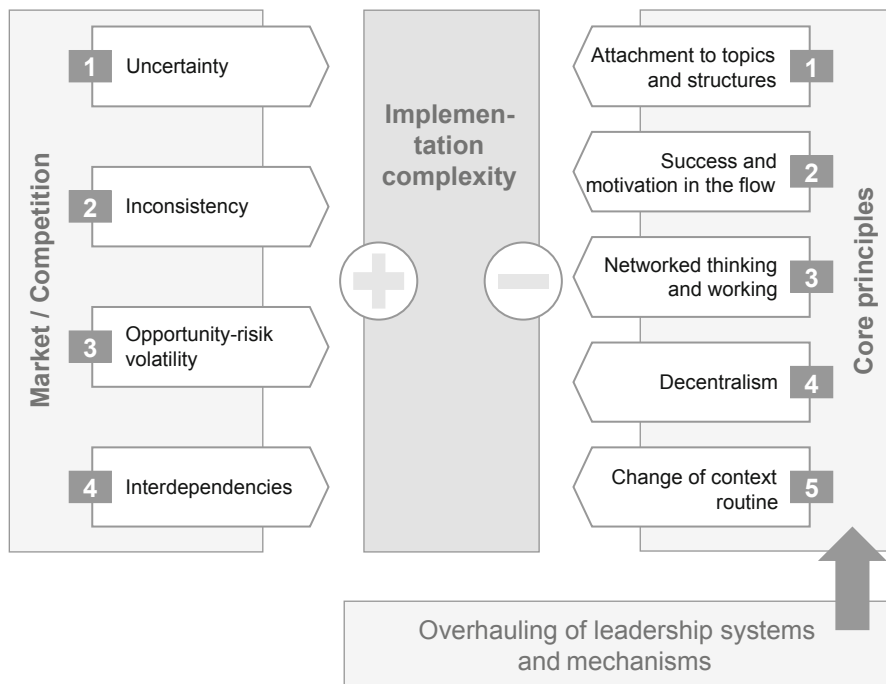 Market / Competition
1
Uncertainty
2
Inconsistency
3
Opportunity-risik
volatility
4
Interdependencies
Implemen-
tation
complexity
Attachment to topics
and structures
1
Success and
motivation in the flow
2
Networked thinking
and working
3
Decentralism
4
Change of context
routine
5
Core principles
Overhauling of leadership systems
and mechanisms